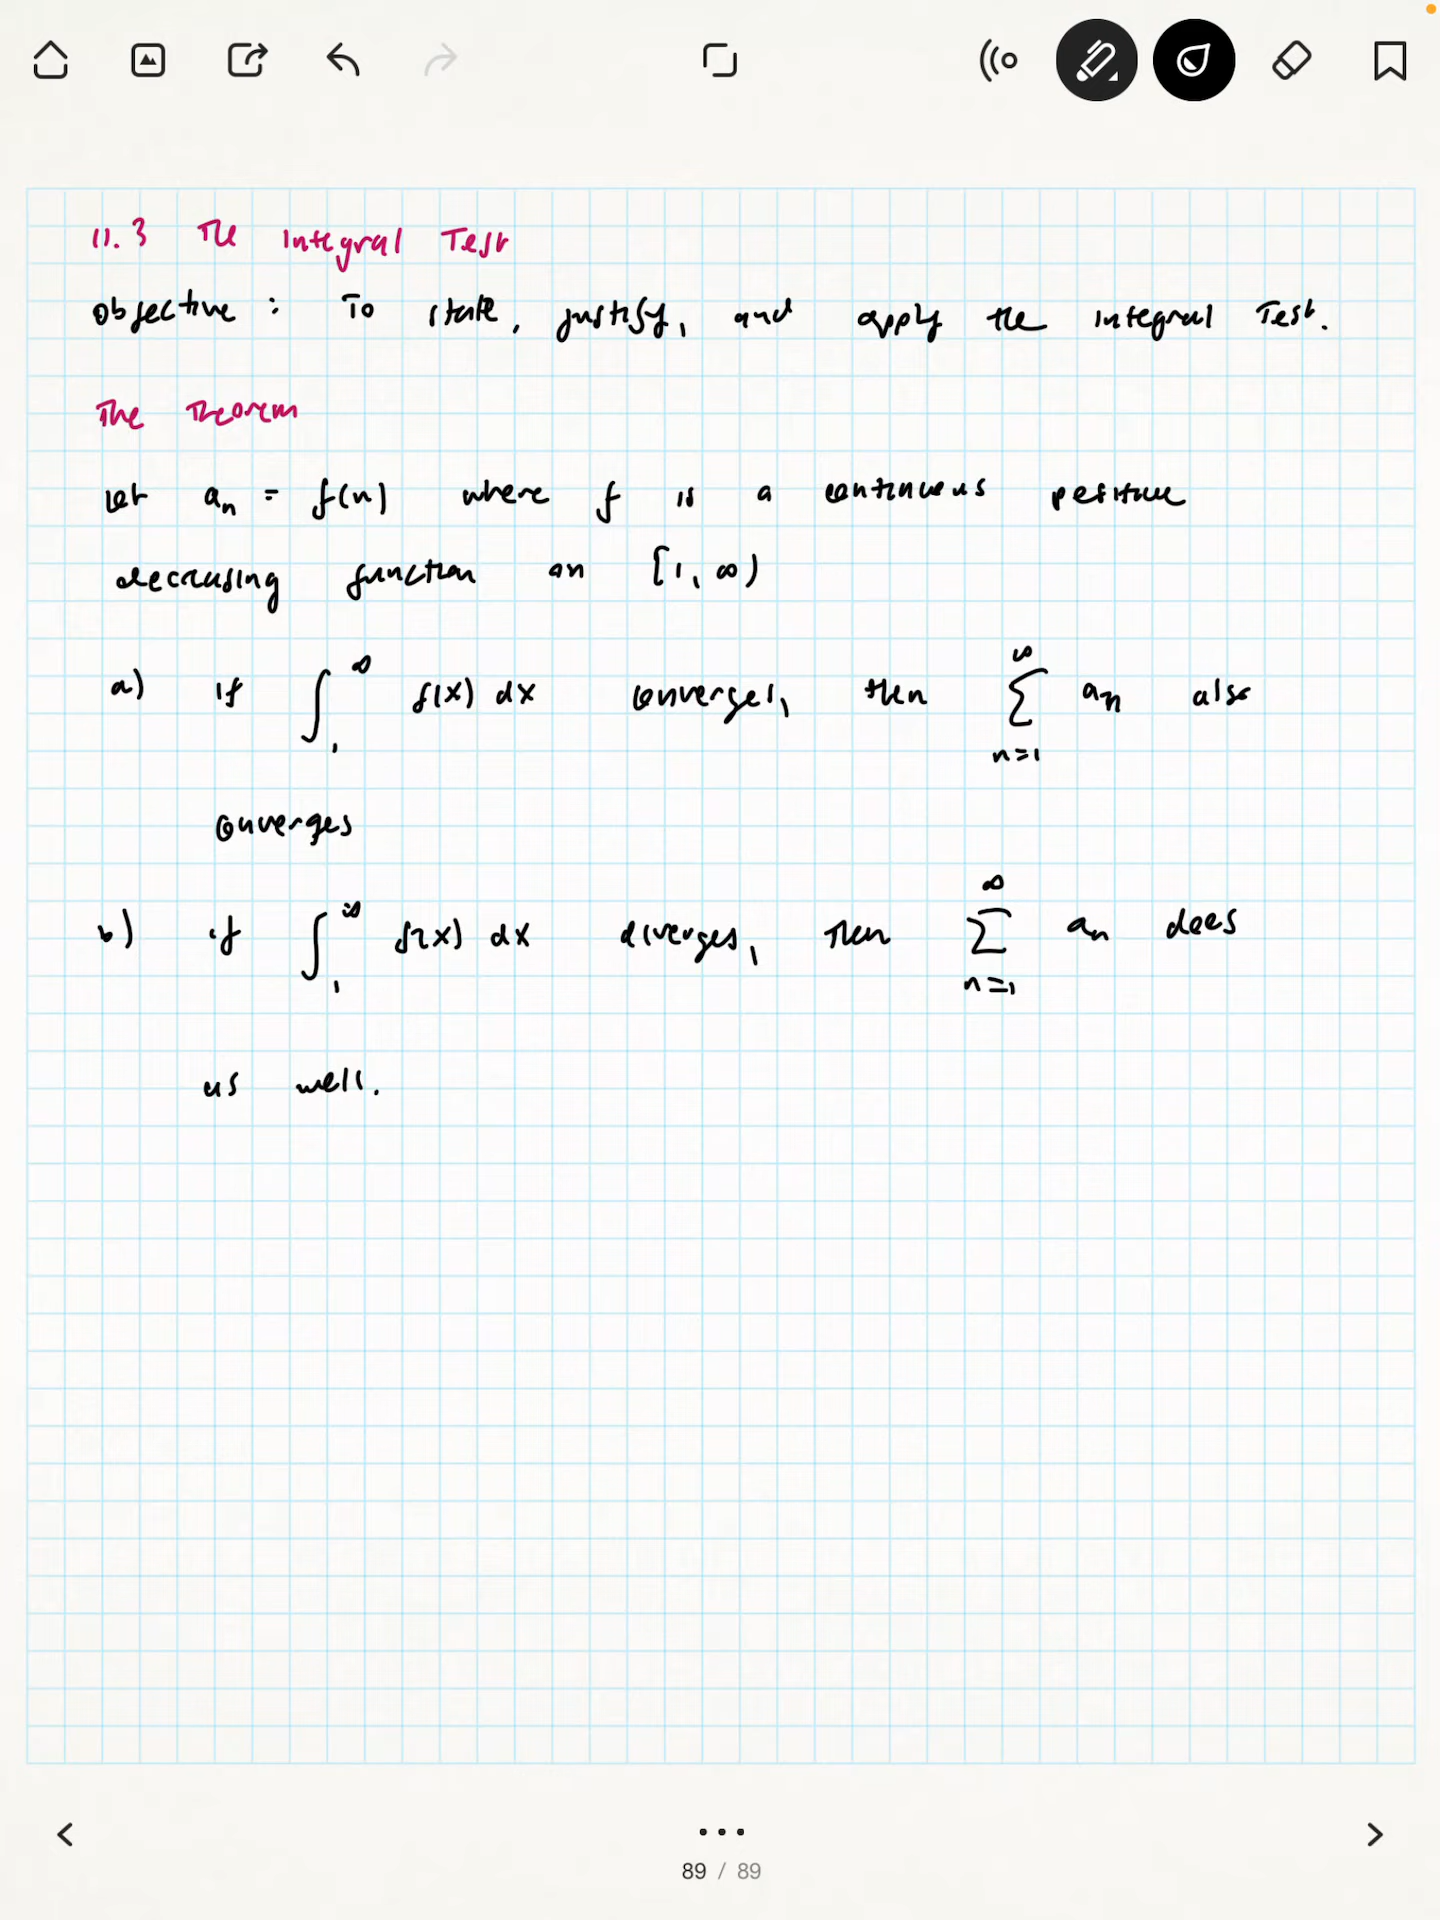 11.3 The Integral Test
Objective: To state, justify, and apply the integral Test.
The Theorem
Let aₙ = f(n) where f is a continuous positive
decreasing function on [1, ∞)
a) if ∫₁^∞ f(x) dx converges, then ∑ₙ₌₁^∞ aₙ also
converges
b) if ∫₁^∞ f(x) dx diverges, then ∑ₙ₌₁^∞ aₙ does
as well.
89 / 89